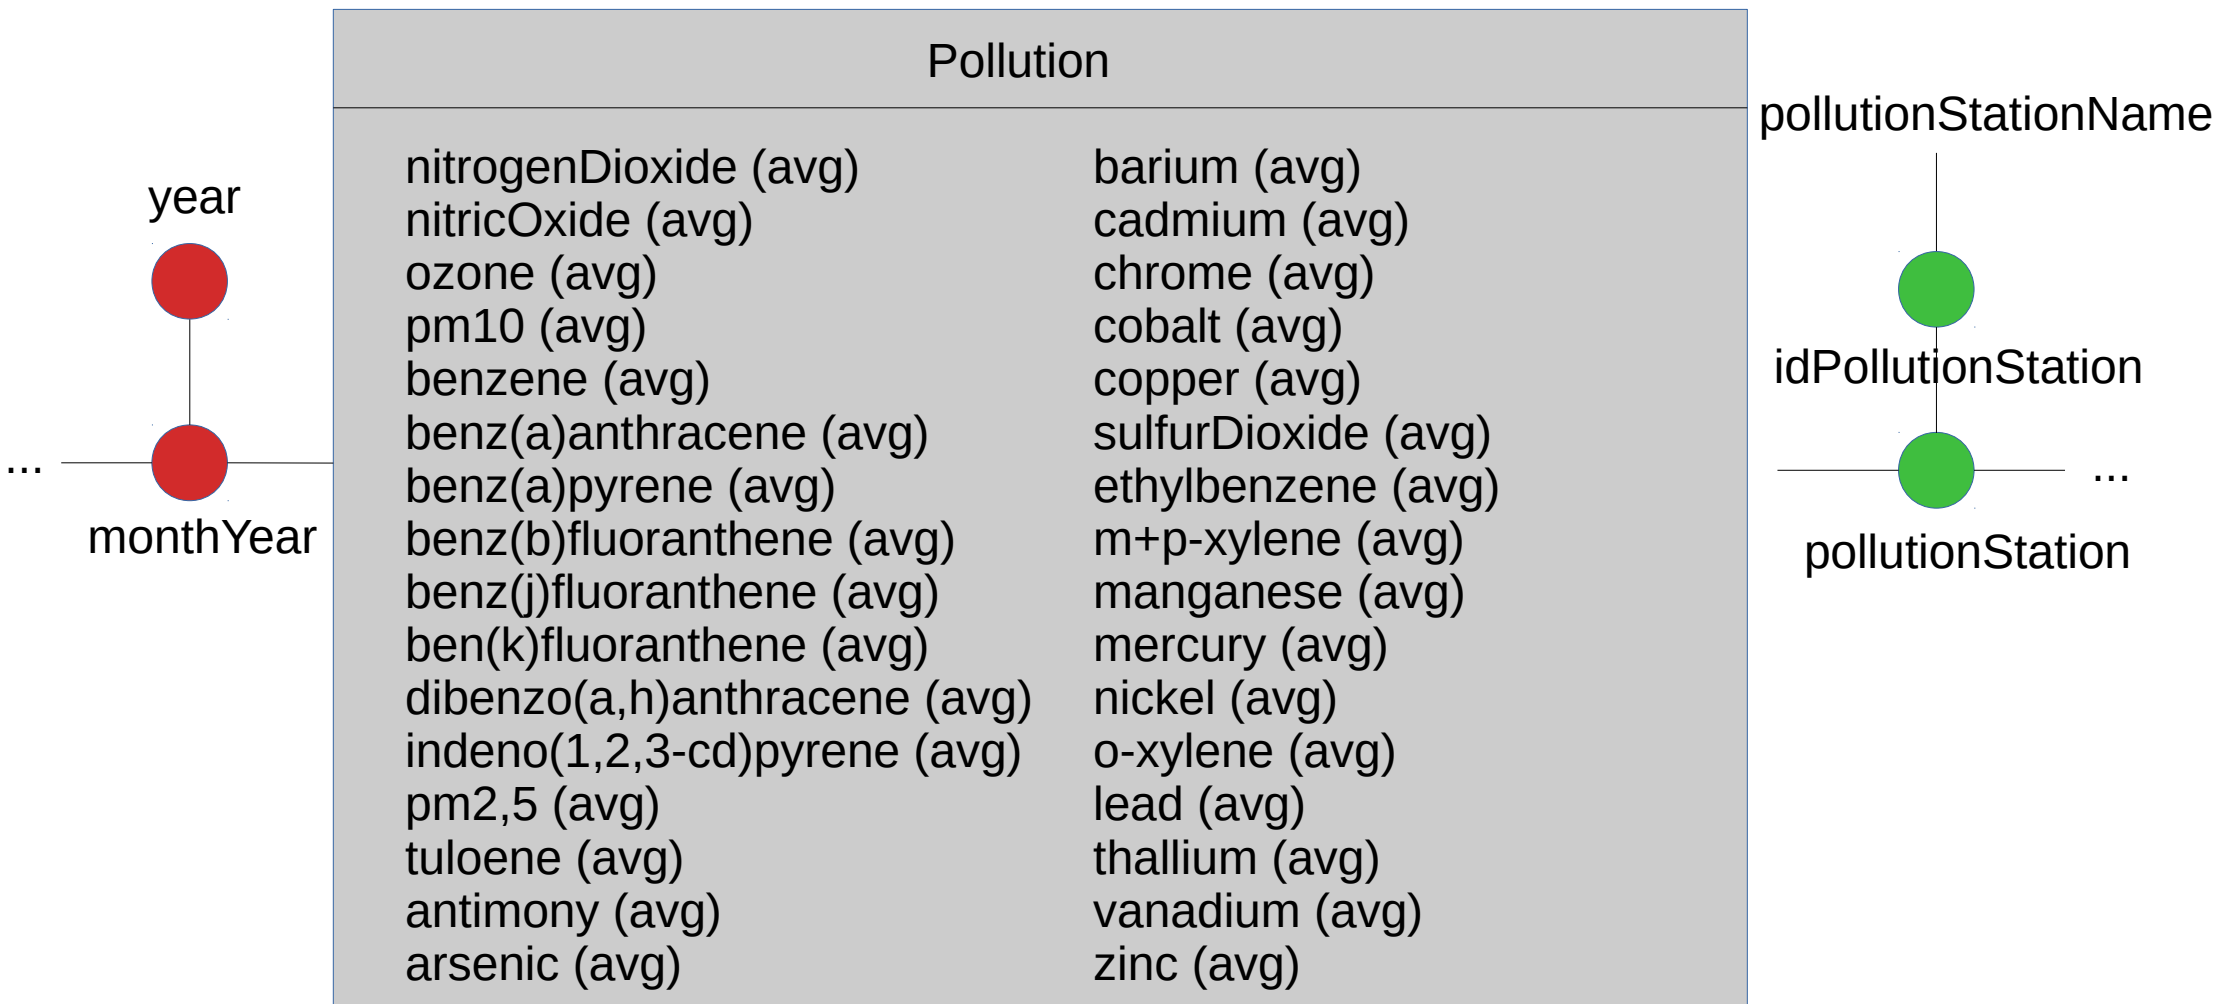 Pollution
year
...
monthYear
nitrogenDioxide (avg)
nitricOxide (avg)
ozone (avg)
pm10 (avg)
benzene (avg)
benz(a)anthracene (avg)
benz(a)pyrene (avg)
benz(b)fluoranthene (avg)
benz(j)fluoranthene (avg)
ben(k)fluoranthene (avg)
dibenzo(a,h)anthracene (avg)
indeno(1,2,3-cd)pyrene (avg)
pm2,5 (avg)
tuloene (avg)
antimony (avg)
arsenic (avg)
barium (avg)
cadmium (avg)
chrome (avg)
cobalt (avg)
copper (avg)
sulfurDioxide (avg)
ethylbenzene (avg)
m+p-xylene (avg)
manganese (avg)
mercury (avg)
nickel (avg)
o-xylene (avg)
lead (avg)
thallium (avg)
vanadium (avg)
zinc (avg)
pollutionStationName
idPollutionStation
...
pollutionStation